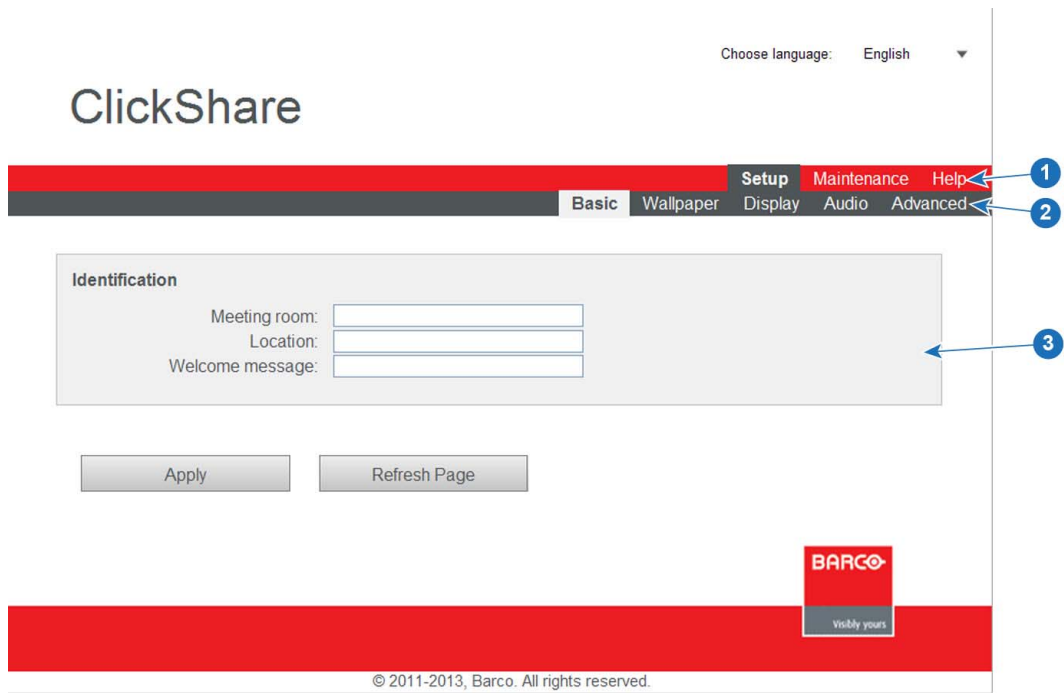 Choose language: English
ClickShare
Setup Maintenance Help
1
Basic Wallpaper Display Audio Advanced
2
Identification
Meeting room:
Location:
Welcome message:
3
Apply Refresh Page
BARCO
Visibly yours
© 2011-2013, Barco. All rights reserved.